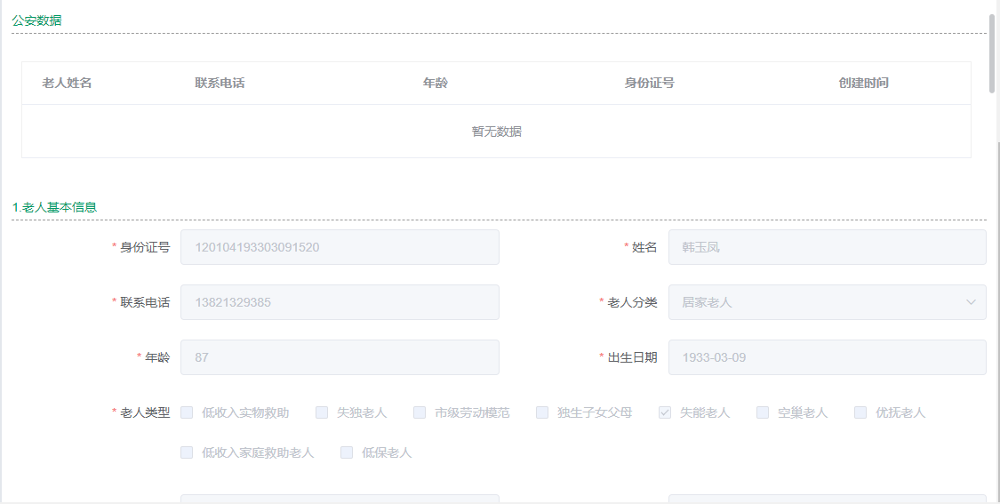 公安数据
老人姓名 联系电话 年龄 身份证号 创建时间
暂无数据
1.老人基本信息
* 身份证号 120104193303091520 * 姓名 韩玉凤
* 联系电话 13821329385 * 老人分类 居家老人
* 年龄 87 * 出生日期 1933-03-09
* 老人类型 低收入实物救助 失独老人 市级劳动模范 独生子女父母 失能老人 空巢老人 优抚老人
低收入家庭救助老人 低保老人